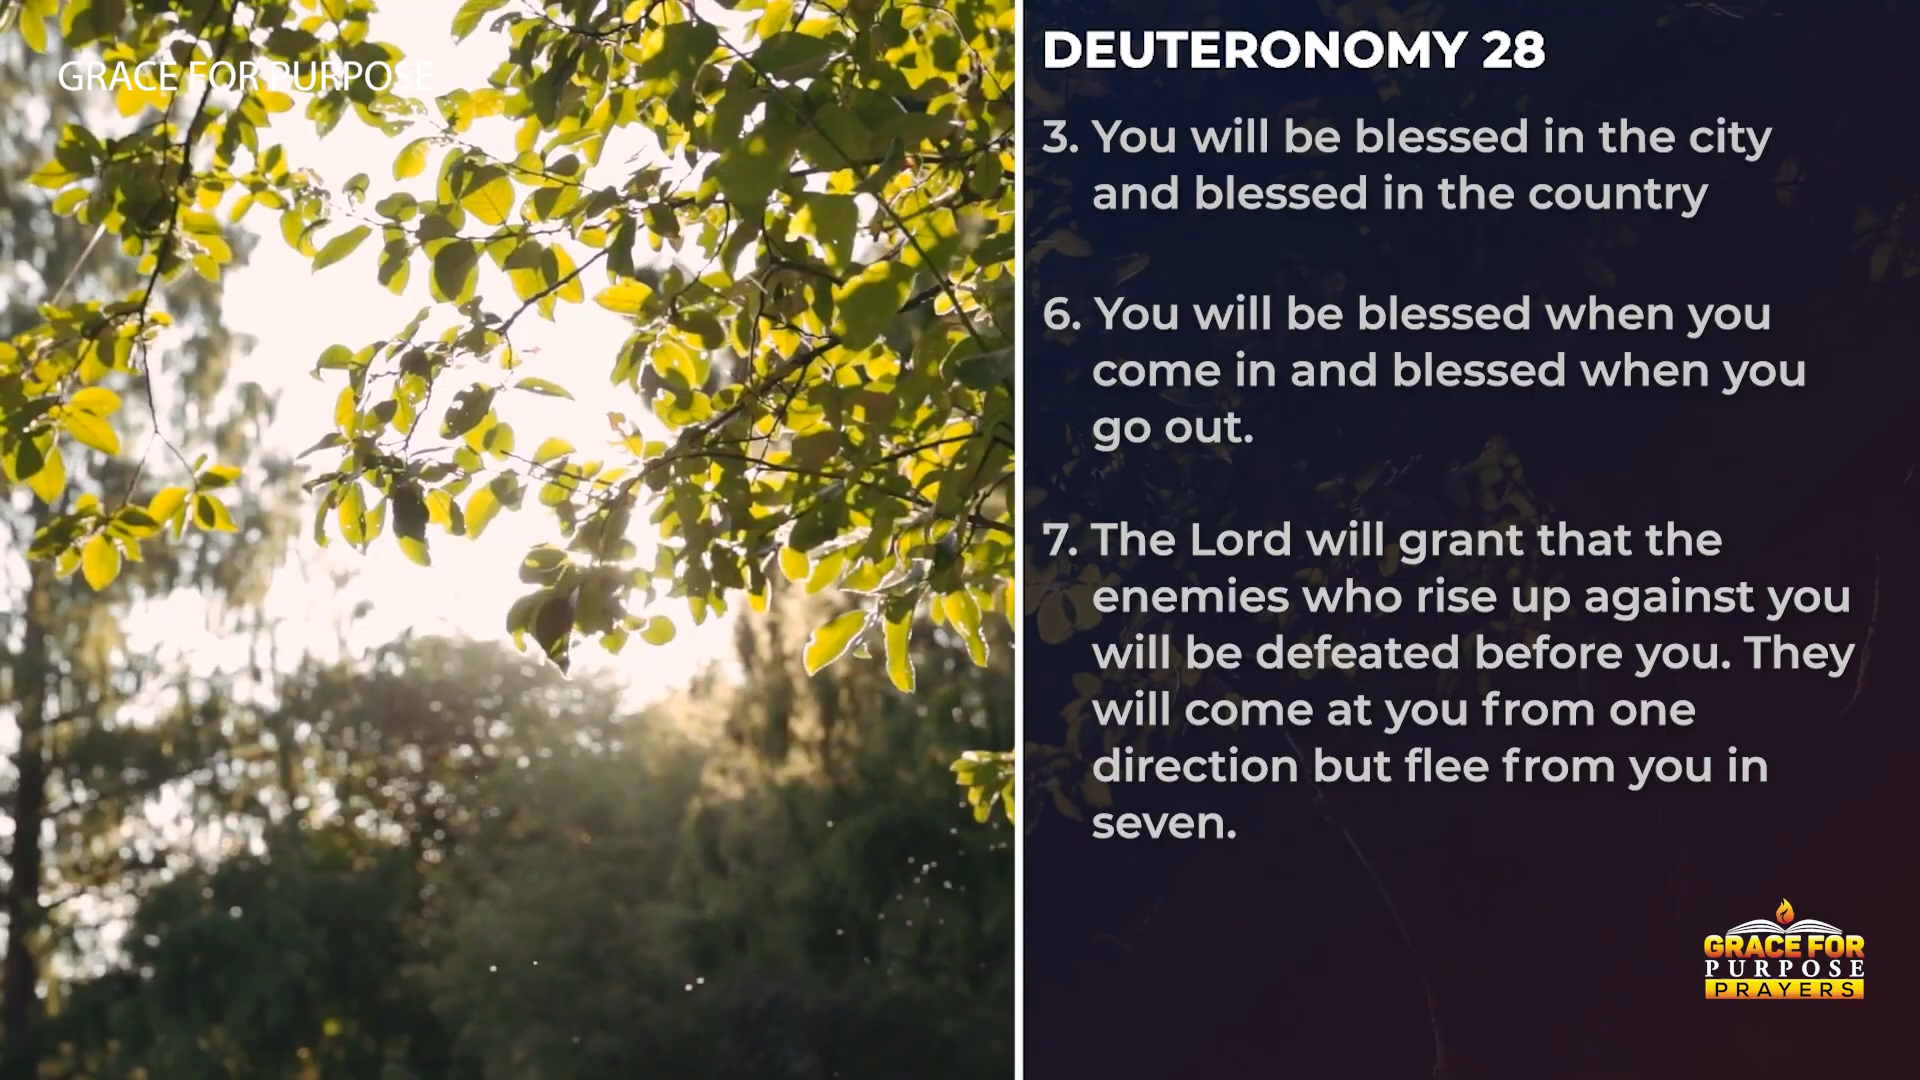 GRACE FOR PURPOSE
DEUTERONOMY 28
3. You will be blessed in the city
and blessed in the country
6. You will be blessed when you
come in and blessed when you
go out.
7. The Lord will grant that the
enemies who rise up against you
will be defeated before you. They
will come at you from one
direction but flee from you in
seven.
GRACE FOR
PURPOSE
PRAYERS